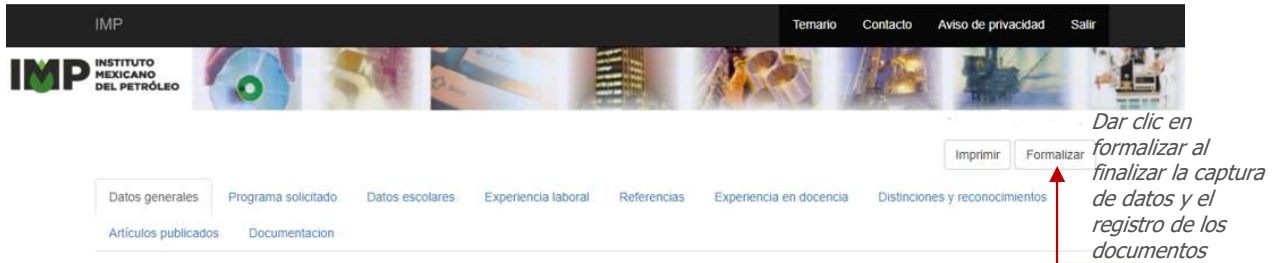 IMP Temario Contacto Aviso de privacidad Salir
IMP INSTITUTO
MEXICANO
DEL PETRÓLEO
Imprimir Formalizar
Dar clic en
formalizar al
finalizar la captura
de datos y el
registro de los
documentos
Datos generales Programa solicitado Datos escolares Experiencia laboral Referencias Experiencia en docencia Distinciones y reconocimientos
Artículos publicados Documentacion